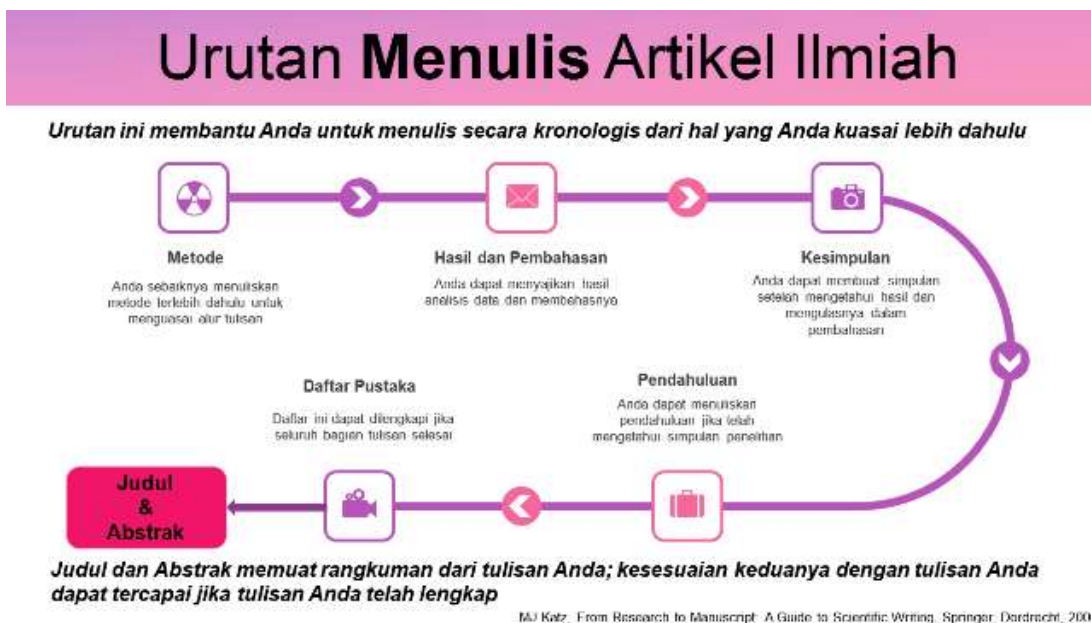 Urutan Menulis Artikel Ilmiah
Urutan ini membantu Anda untuk menulis secara kronologis dari hal yang Anda kuasai lebih dahulu
Metode
Anda sebaiknya menuliskan
metode terlebih dahulu untuk
menguasai alur tulisan
Hasil dan Pembahasan
Anda dapat menyajikan hasil
analisis data dan membahasnya
Kesimpulan
Anda dapat membuat simpulan
setelah mengetahui hasil dan
mengulasnya dalam
pembahasan
Pendahuluan
Anda dapat menuliskan
pendahuluan jika telah
mengetahui simpulan penelitian
Daftar Pustaka
Daftar ini dapat dilengkapi jika
seluruh bagian tulisan selesai
Judul
&
Abstrak
Judul dan Abstrak memuat rangkuman dari tulisan Anda; kesesuaian keduanya dengan tulisan Anda
dapat tercapai jika tulisan Anda telah lengkap
MJ Katz. From Research to Manuscript: A Guide to Scientific Writing, Springer, Dordrecht,